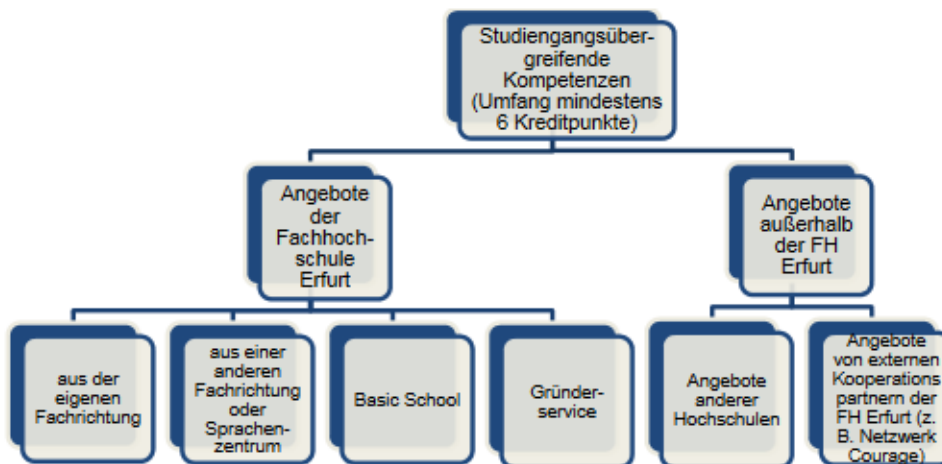 Studiengangsüber-
greifende
Kompetenzen
(Umfang mindestens
6 Kreditpunkte)
Angebote
der
Fachhoch-
schule
Erfurt
Angebote
außerhalb
der FH
Erfurt
aus der
eigenen
Fachrichtung
aus einer
anderen
Fachrichtung
oder
Sprachen-
zentrum
Basic School
Gründer-
service
Angebote
anderer
Hochschulen
Angebote
von externen
Kooperations
partnern der
FH Erfurt (z.
B. Netzwerk
Courage)